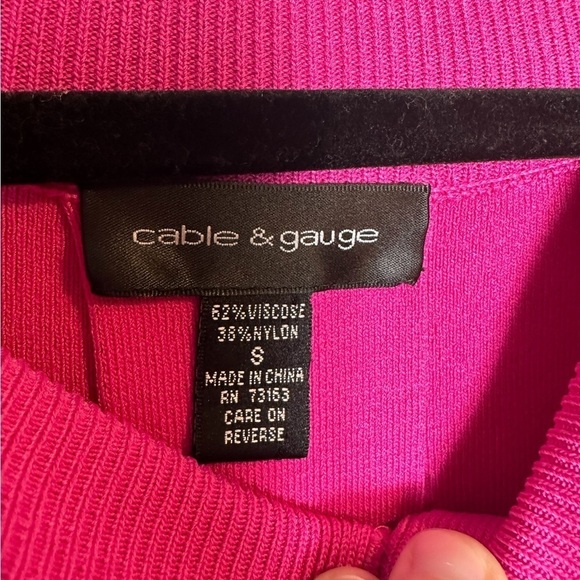 cable & gauge
62%VISCOSE
38%NYLON
S
MADE IN CHINA
RN 73163
CARE ON
REVERSE